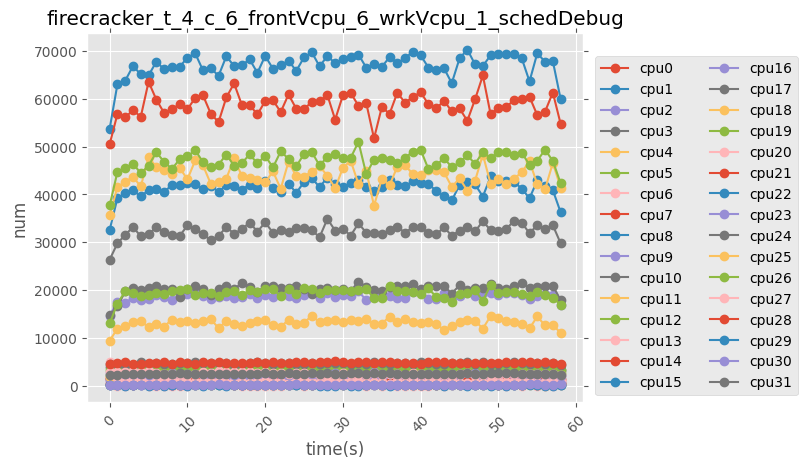 firecracker_t_4_c_6_frontVcpu_6_wrkVcpu_1_schedDebug
70000
60000
50000
40000
30000
20000
10000
0
num
0
10
20
30
40
50
60
time(s)
cpu0
cpu1
cpu2
cpu3
cpu4
cpu5
cpu6
cpu7
cpu8
cpu9
cpu10
cpu11
cpu12
cpu13
cpu14
cpu15
cpu16
cpu17
cpu18
cpu19
cpu20
cpu21
cpu22
cpu23
cpu24
cpu25
cpu26
cpu27
cpu28
cpu29
cpu30
cpu31